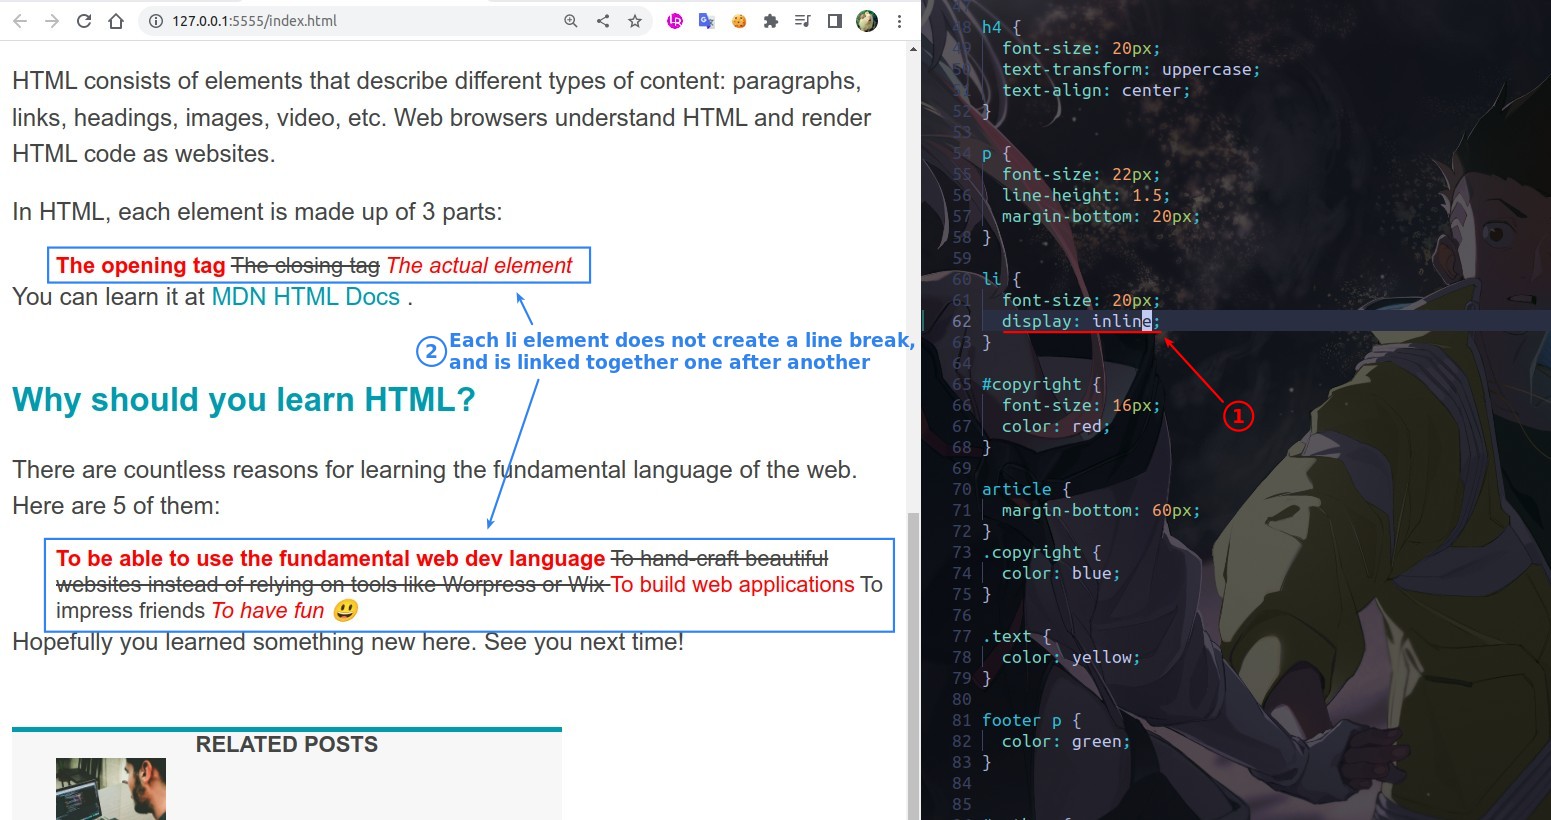 127.0.0.1:5555/index.html
HTML consists of elements that describe different types of content: paragraphs,
links, headings, images, video, etc. Web browsers understand HTML and render
HTML code as websites.
In HTML, each element is made up of 3 parts:
The opening tag The closing tag The actual element
You can learn it at MDN HTML Docs .
2 Each li element does not create a line break,
and is linked together one after another
Why should you learn HTML?
There are countless reasons for learning the fundamental language of the web.
Here are 5 of them:
To be able to use the fundamental web dev language To hand-craft beautiful
websites instead of relying on tools like Worpress or Wix To build web applications To
impress friends To have fun 😃
Hopefully you learned something new here. See you next time!
RELATED POSTS
47
48 h4 {
49 font-size: 20px;
50 text-transform: uppercase;
51 text-align: center;
52 }
53
54 p {
55 font-size: 22px;
56 line-height: 1.5;
57 margin-bottom: 20px;
58 }
59
60 li {
61 font-size: 20px;
62 display: inline;
63 }
64
65 #copyright {
66 font-size: 16px;
67 color: red;
68 }
69
70 article {
71 margin-bottom: 60px;
72 }
73 .copyright {
74 color: blue;
75 }
76
77 .text {
78 color: yellow;
79 }
80
81 footer p {
82 color: green;
83 }
84
85
1